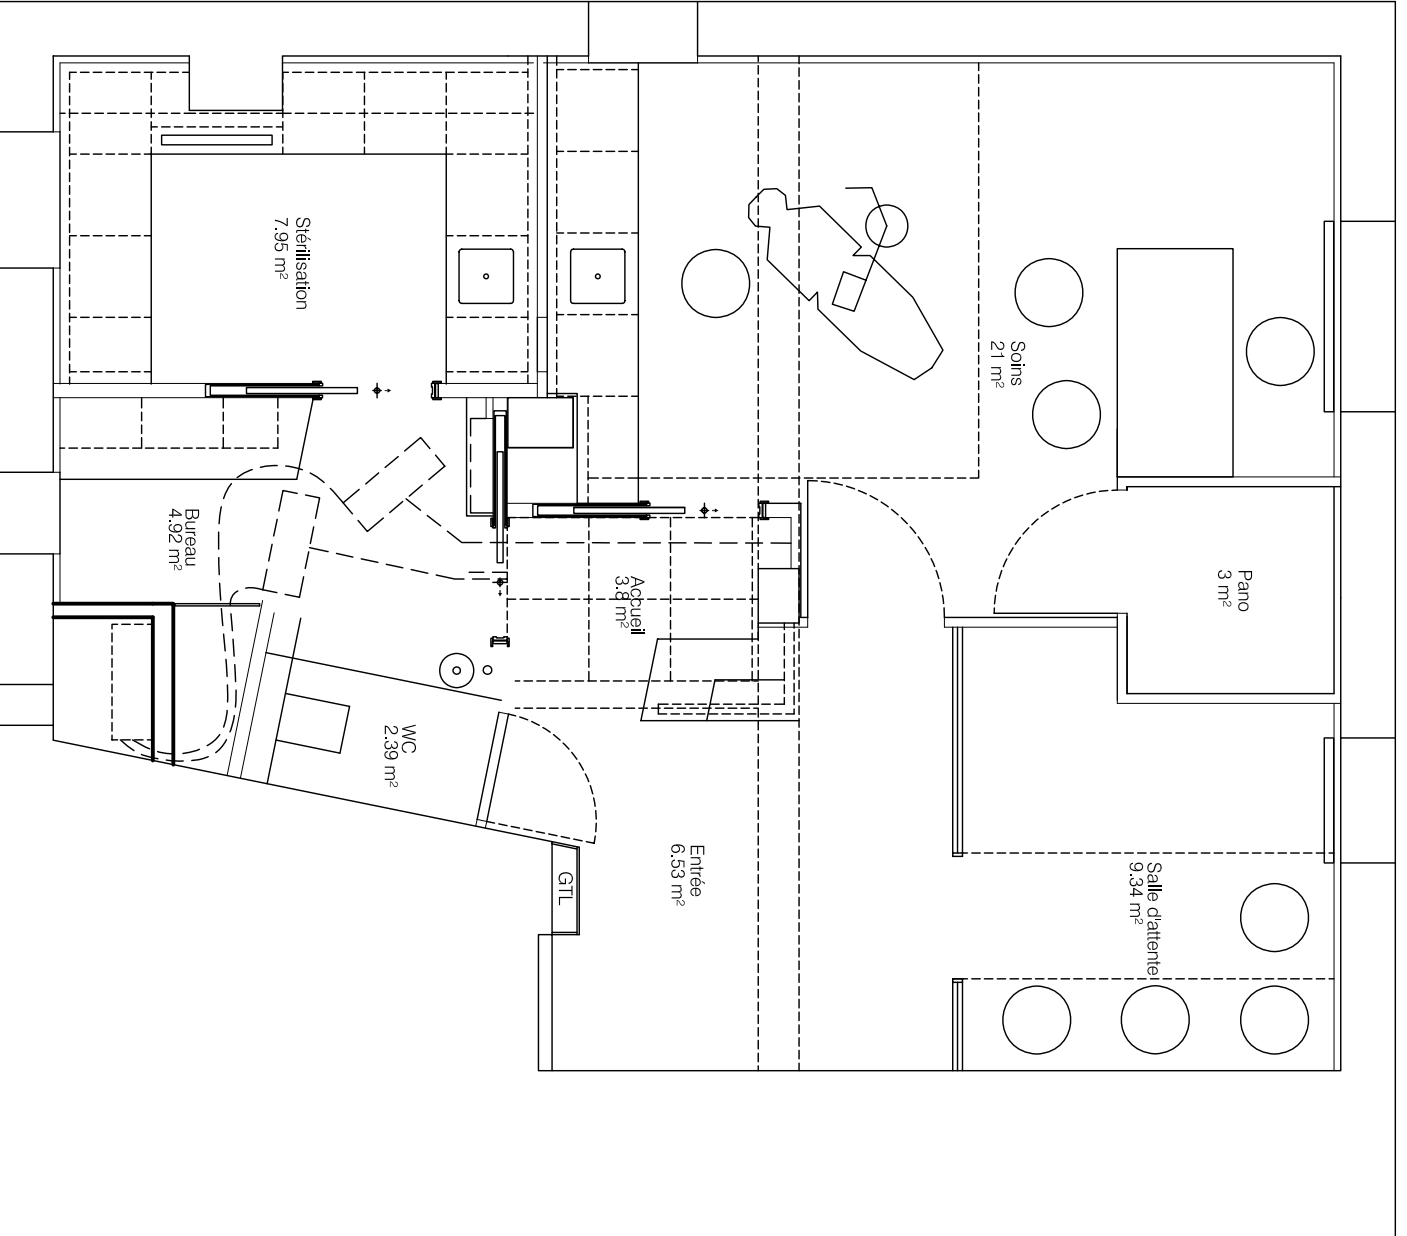 Stérilisation
7.95 m²
Soins
21 m²
Bureau
4.92 m²
Accueil
3.8 m²
Pano
3 m²
WC
2.39 m²
Entrée
6.53 m²
GTL
Salle d'attente
9.34 m²